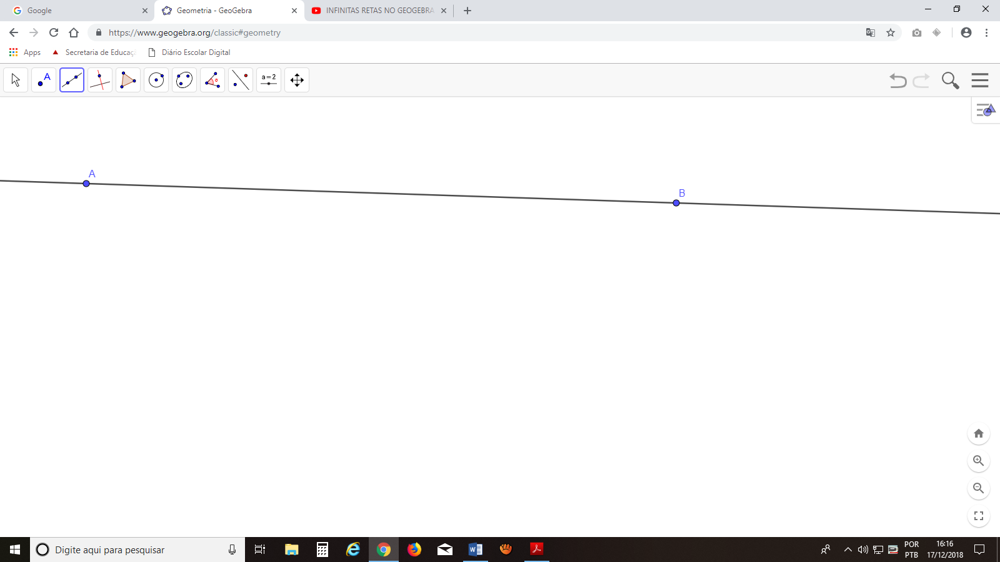 Google
Geometria - GeoGebra
INFINITAS RETAS NO GEOGEBRA
https://www.geogebra.org/classic#geometry
Apps
Secretaria de Educaçã
Diário Escolar Digital
A
a=2
A
B
Digite aqui para pesquisar
POR
PTB
16:16
17/12/2018